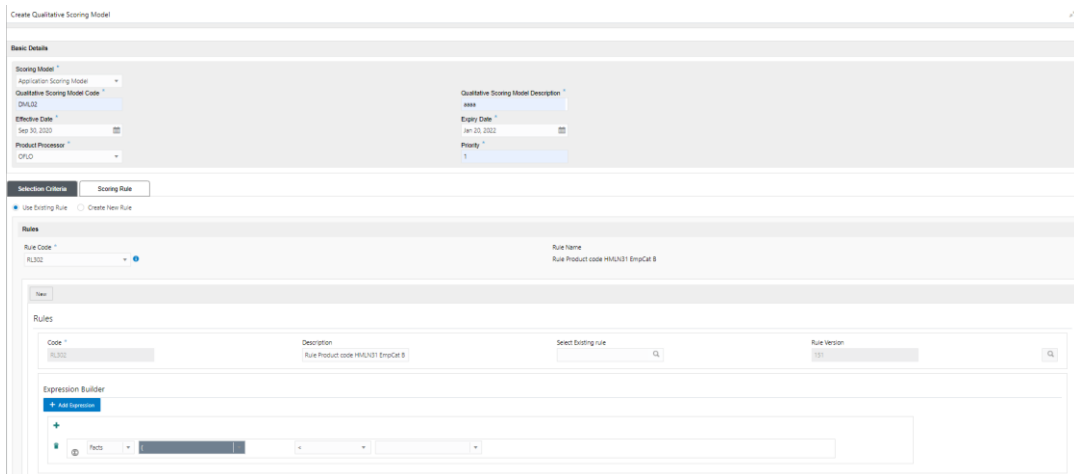 Create Qualitative Scoring Model
Basic Details
Scoring Model *
Application Scoring Model
Qualitative Scoring Model Code * Qualitative Scoring Model Description *
DML02 aaaa
Effective Date * Expiry Date *
Sep 30, 2020 Jan 20, 2022
Product Processor * Priority *
OFLO 1
Selection Criteria Scoring Rule
Use Existing Rule Create New Rule
Rules
Rule Code * Rule Name
RL302 Rule Product code HMLN31 EmpCat B
New
Rules
Code * Description Select Existing rule Rule Version
RL302 Rule Product code HMLN31 EmpCat B
Expression Builder
+ Add Expression
+
Facts <